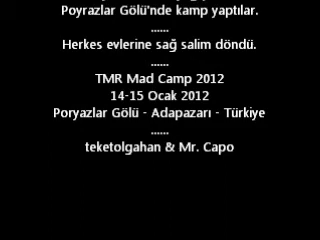 Poyrazlar Gölü'nde kamp yaptılar.
......
Herkes evlerine sağ salim döndü.
......
TMR Mad Camp 2012
14-15 Ocak 2012
Poryazlar Gölü - Adapazarı - Türkiye
......
teketolgahan & Mr. Capo